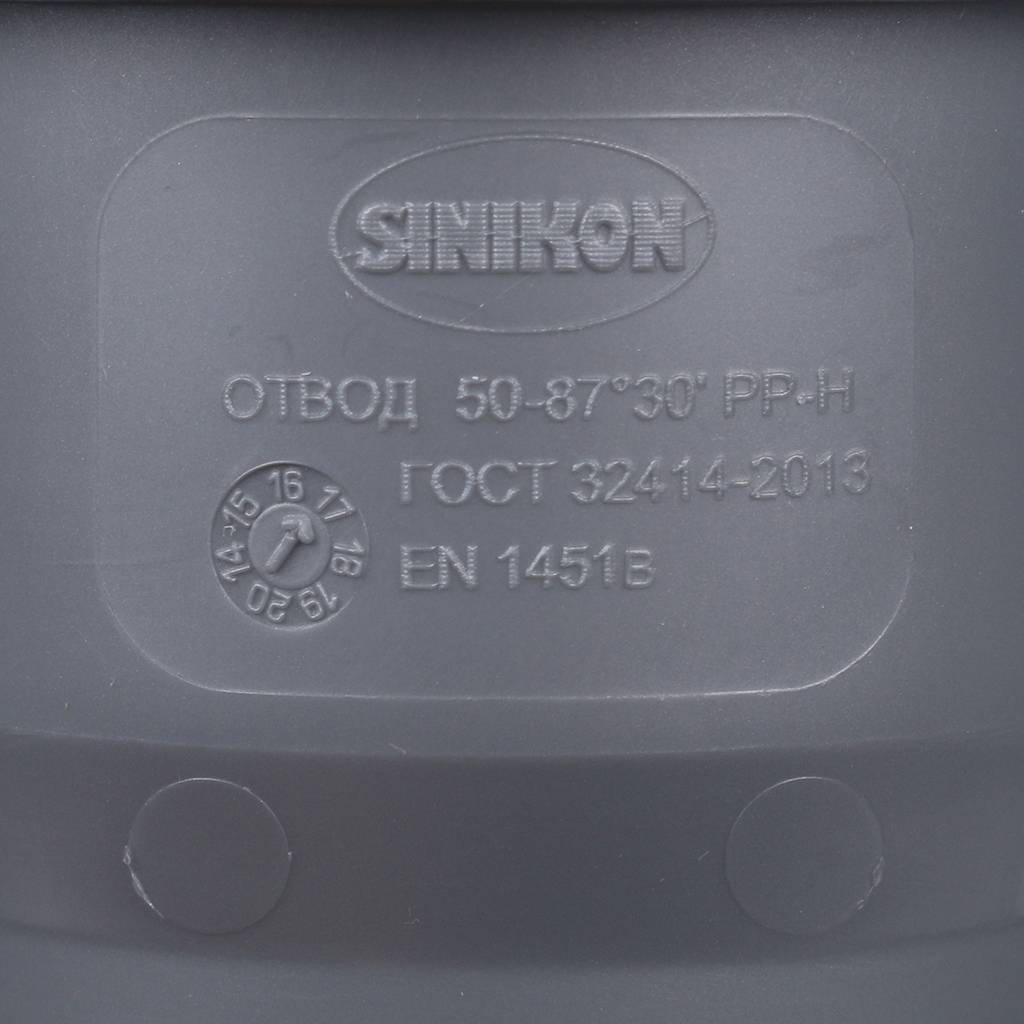 SINIKON
ОТВОД 50-87°30' PP-H
ГОСТ 32414-2013
EN 1451B
14 15 16 17 18 19 20